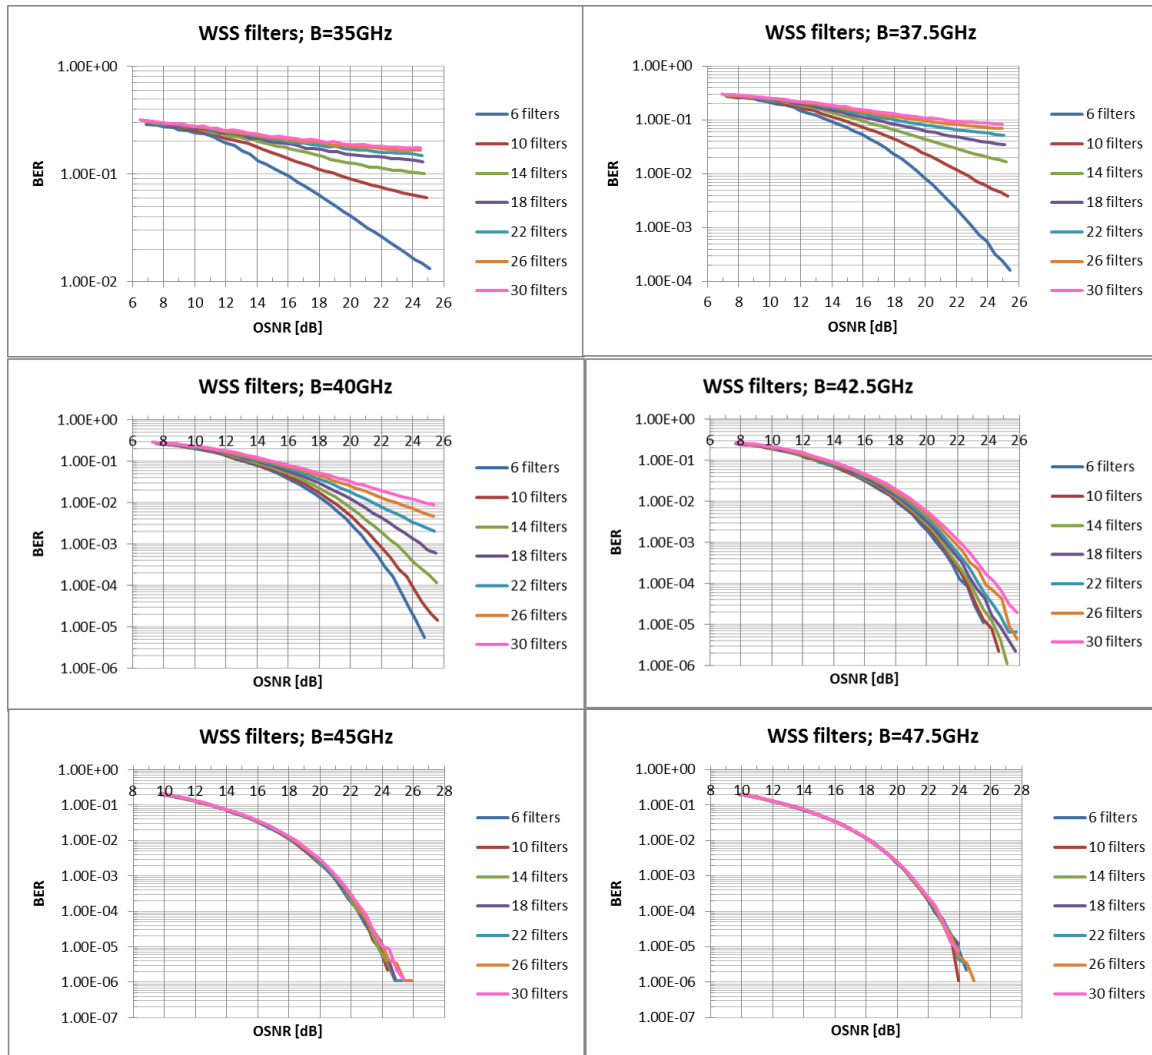 WSS filters; B=35GHz
BER
1.00E+00
1.00E-01
1.00E-02
6 8 10 12 14 16 18 20 22 24 26
OSNR [dB]
6 filters
10 filters
14 filters
18 filters
22 filters
26 filters
30 filters
WSS filters; B=37.5GHz
BER
1.00E+00
1.00E-01
1.00E-02
1.00E-03
1.00E-04
6 8 10 12 14 16 18 20 22 24 26
OSNR [dB]
6 filters
10 filters
14 filters
18 filters
22 filters
26 filters
30 filters
WSS filters; B=40GHz
BER
1.00E+00
1.00E-01
1.00E-02
1.00E-03
1.00E-04
1.00E-05
1.00E-06
6 8 10 12 14 16 18 20 22 24 26
OSNR [dB]
6 filters
10 filters
14 filters
18 filters
22 filters
26 filters
30 filters
WSS filters; B=42.5GHz
BER
1.00E+00
1.00E-01
1.00E-02
1.00E-03
1.00E-04
1.00E-05
1.00E-06
6 8 10 12 14 16 18 20 22 24 26
OSNR [dB]
6 filters
10 filters
14 filters
18 filters
22 filters
26 filters
30 filters
WSS filters; B=45GHz
BER
1.00E+00
1.00E-01
1.00E-02
1.00E-03
1.00E-04
1.00E-05
1.00E-06
1.00E-07
8 10 12 14 16 18 20 22 24 26 28
OSNR [dB]
6 filters
10 filters
14 filters
18 filters
22 filters
26 filters
30 filters
WSS filters; B=47.5GHz
BER
1.00E+00
1.00E-01
1.00E-02
1.00E-03
1.00E-04
1.00E-05
1.00E-06
1.00E-07
8 10 12 14 16 18 20 22 24 26 28
OSNR [dB]
6 filters
10 filters
14 filters
18 filters
22 filters
26 filters
30 filters